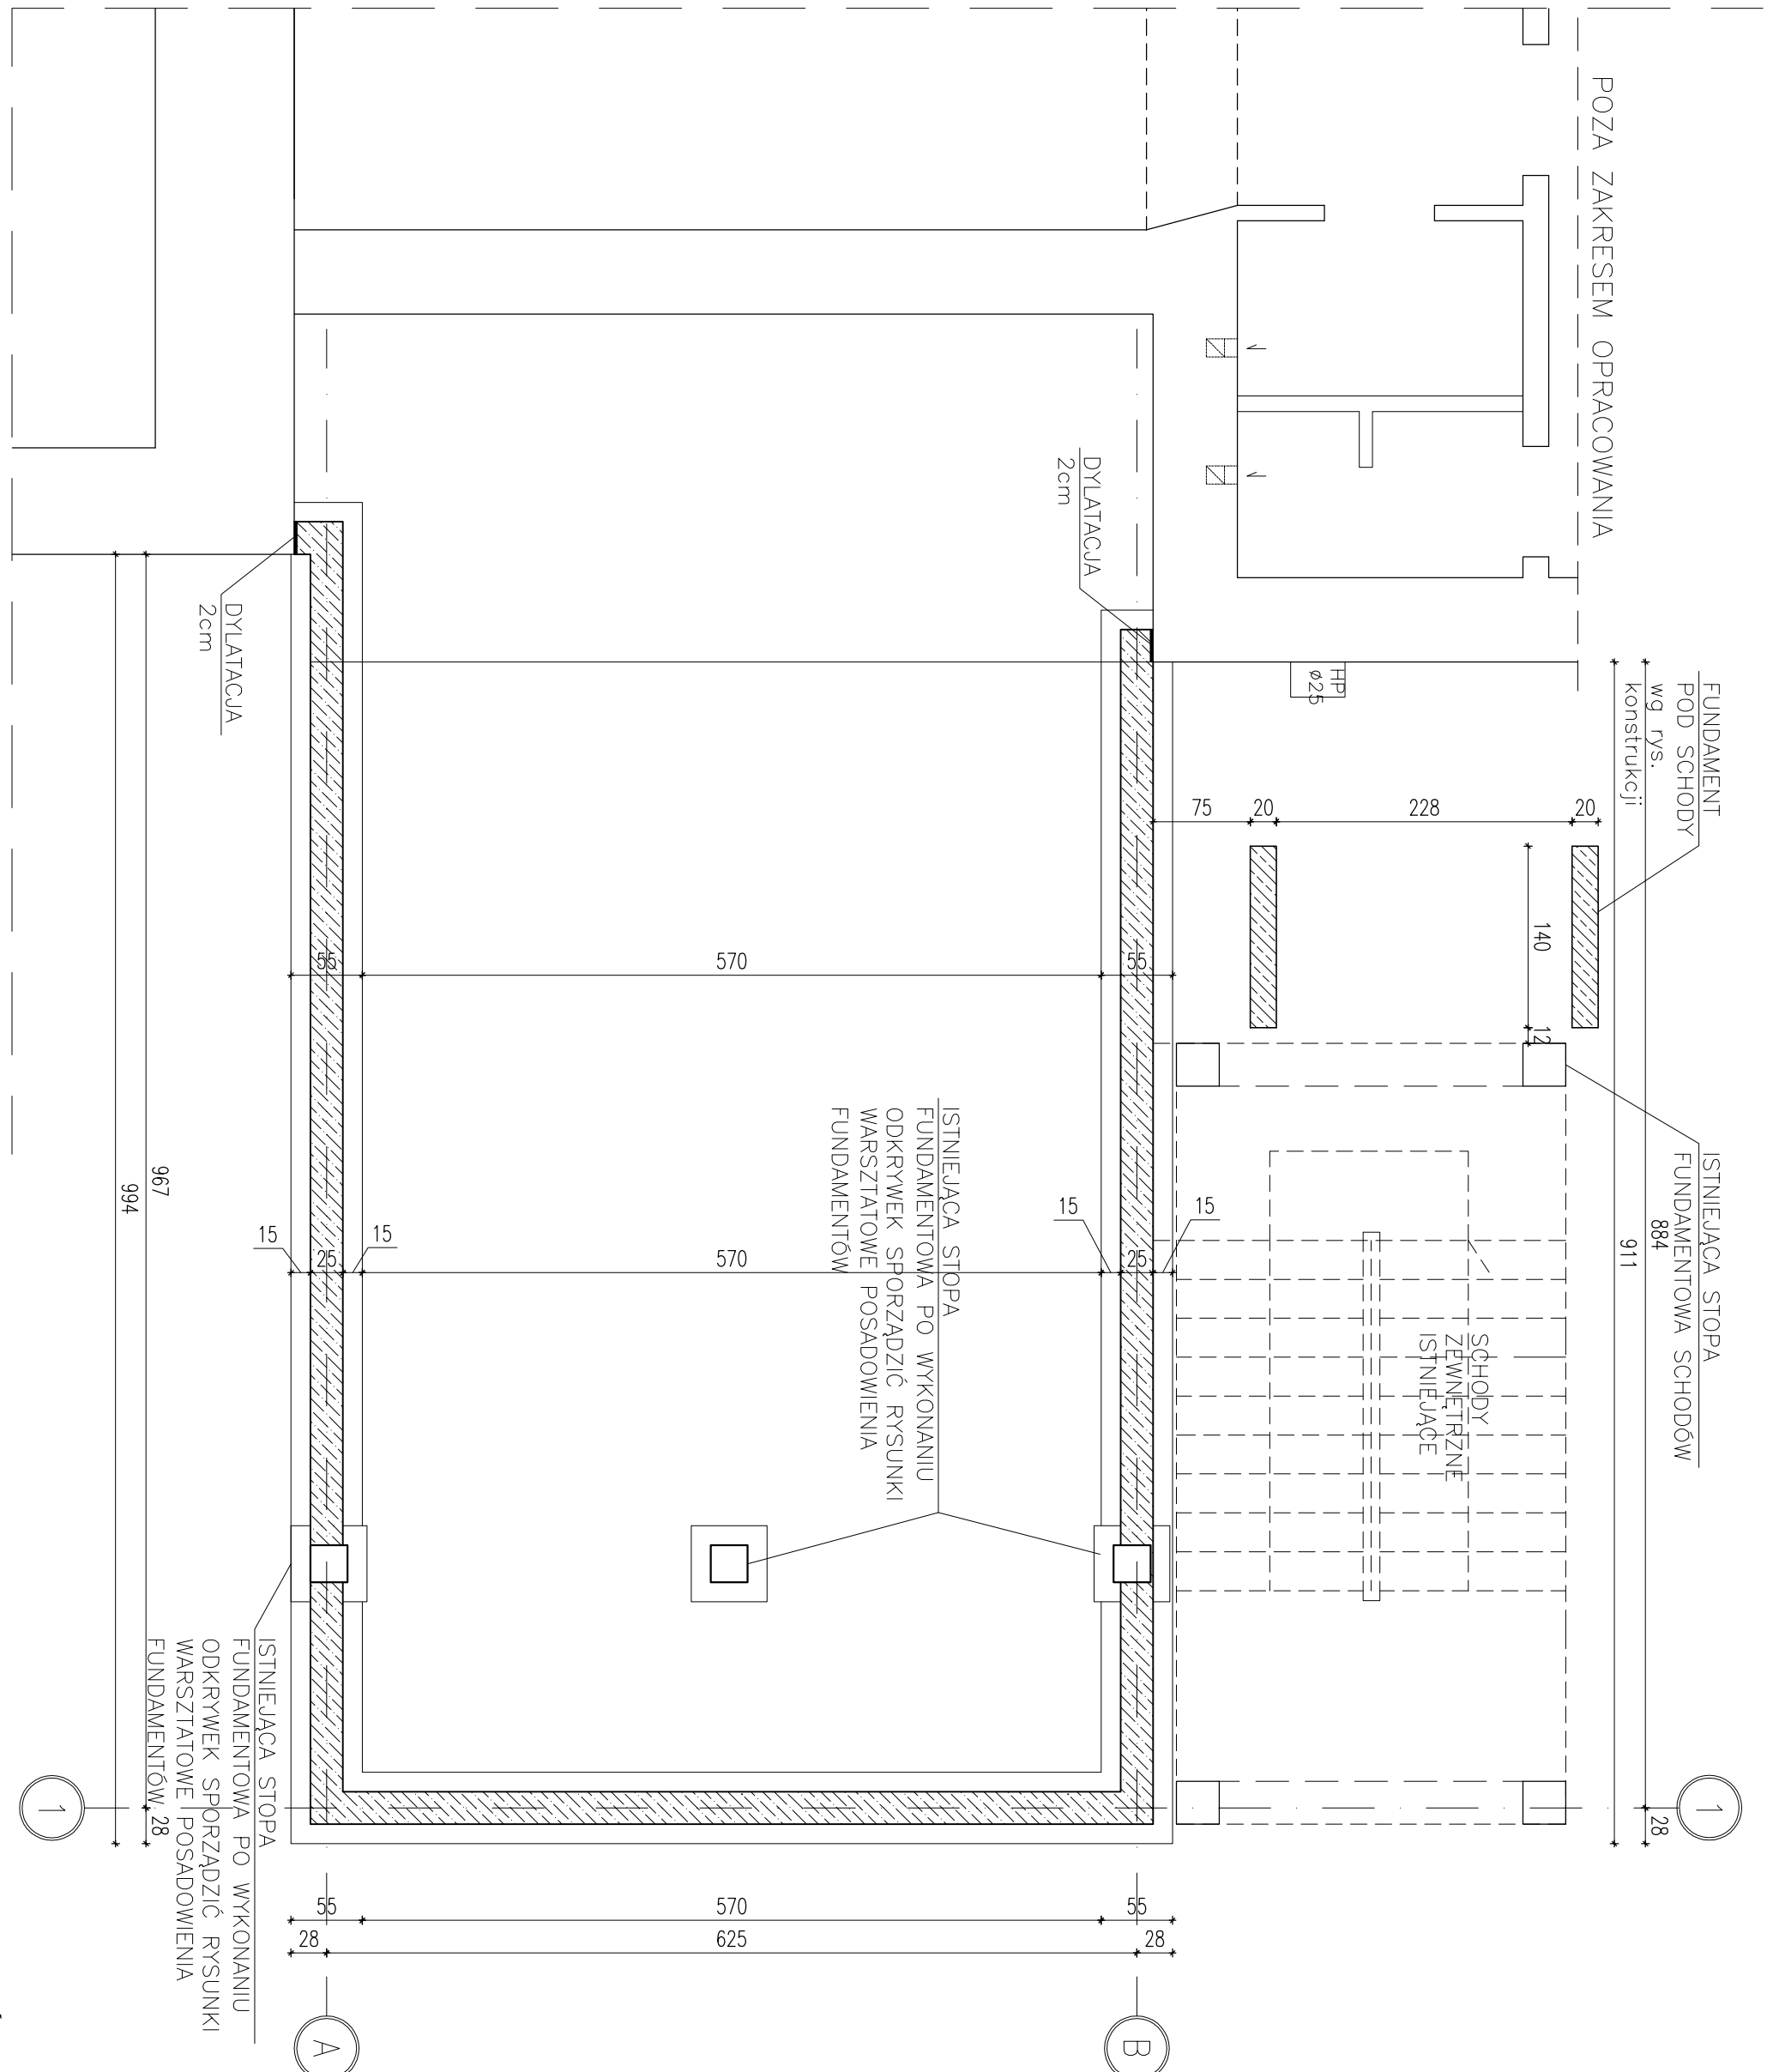 POZA ZAKRESEM OPRACOWANIA
FUNDAMENT
POD SCHODY
wg rys.
konstrukcji
HP
ø25
DYLATACJA
2cm
DYLATACJA
2cm
75
20
228
20
140
12
884
911
28
ISTNIEJĄCA STOPA
FUNDAMENTOWA SCHODÓW
SCHODY
ZEWNĘTRZNE
ISTNIEJĄCE
55
570
55
ISTNIEJĄCA STOPA
FUNDAMENTOWA PO WYKONANIU
ODKRYWEK SPORZĄDZIĆ RYSUNKI
WARSZTATOWE POSADOWIENIA
FUNDAMENTÓW
15
25
15
570
15
25
15
967
994
28
ISTNIEJĄCA STOPA
FUNDAMENTOWA PO WYKONANIU
ODKRYWEK SPORZĄDZIĆ RYSUNKI
WARSZTATOWE POSADOWIENIA
FUNDAMENTÓW
1
1
55
570
55
28
625
28
A
B